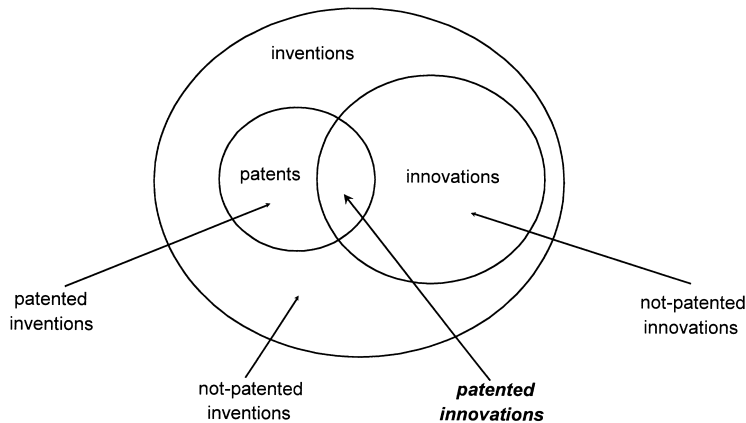 inventions
patents
innovations
patented
inventions
not-patented
innovations
not-patented
inventions
patented
innovations